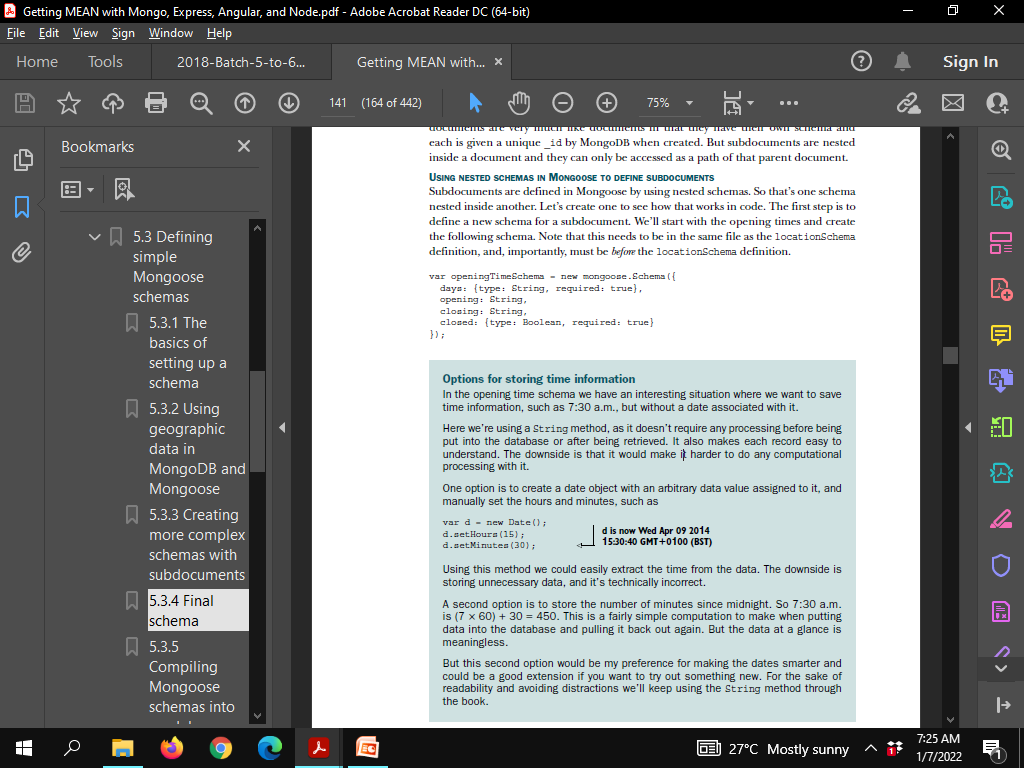 Getting MEAN with Mongo, Express, Angular, and Node.pdf - Adobe Acrobat Reader DC (64-bit)
File Edit View Sign Window Help
Home Tools 2018-Batch-5-to-6... Getting MEAN with... × Sign In
141 (164 of 442) 75%
Bookmarks
5.3 Defining
simple
Mongoose
schemas
5.3.1 The
basics of
setting up a
schema
5.3.2 Using
geographic
data in
MongoDB and
Mongoose
5.3.3 Creating
more complex
schemas with
subdocuments
5.3.4 Final
schema
5.3.5
Compiling
Mongoose
schemas into
documents are very much like documents in that they have their own schema and
each is given a unique _id by MongoDB when created. But subdocuments are nested
inside a document and they can only be accessed as a path of that parent document.
USING NESTED SCHEMAS IN MONGOOSE TO DEFINE SUBDOCUMENTS
Subdocuments are defined in Mongoose by using nested schemas. So that's one schema
nested inside another. Let's create one to see how that works in code. The first step is to
define a new schema for a subdocument. We'll start with the opening times and create
the following schema. Note that this needs to be in the same file as the locationSchema
definition, and, importantly, must be before the locationSchema definition.
var openingTimeSchema = new mongoose.Schema({
days: {type: String, required: true},
opening: String,
closing: String,
closed: {type: Boolean, required: true}
});
Options for storing time information
In the opening time schema we have an interesting situation where we want to save
time information, such as 7:30 a.m., but without a date associated with it.
Here we're using a String method, as it doesn't require any processing before being
put into the database or after being retrieved. It also makes each record easy to
understand. The downside is that it would make it harder to do any computational
processing with it.
One option is to create a date object with an arbitrary data value assigned to it, and
manually set the hours and minutes, such as
var d = new Date();
d.setHours(15);
d.setMinutes(30);
d is now Wed Apr 09 2014
15:30:40 GMT+0100 (BST)
Using this method we could easily extract the time from the data. The downside is
storing unnecessary data, and it's technically incorrect.
A second option is to store the number of minutes since midnight. So 7:30 a.m.
is (7 × 60) + 30 = 450. This is a fairly simple computation to make when putting
data into the database and pulling it back out again. But the data at a glance is
meaningless.
But this second option would be my preference for making the dates smarter and
could be a good extension if you want to try out something new. For the sake of
readability and avoiding distractions we'll keep using the String method through
the book.
27°C Mostly sunny
7:25 AM
1/7/2022
1
1